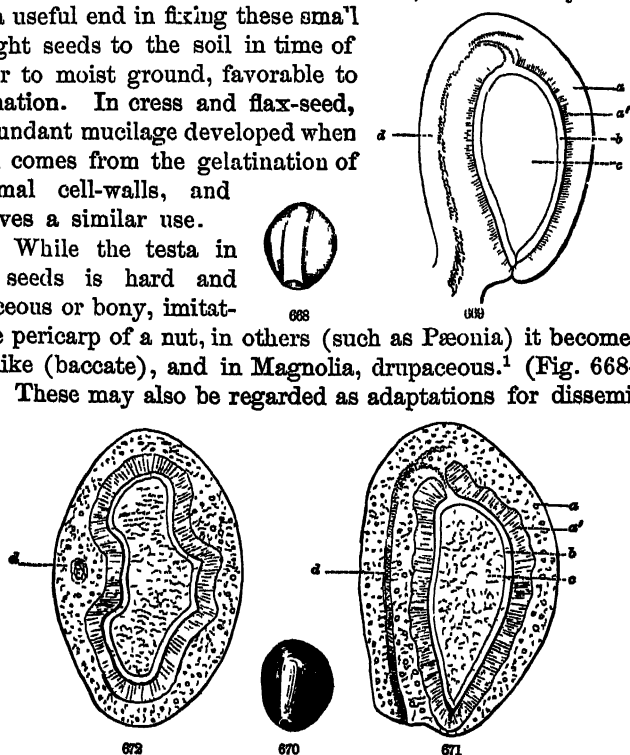 a useful end in fixing these small
ght seeds to the soil in time of
r to moist ground, favorable to
nation. In cress and flax-seed,
undant mucilage developed when
comes from the gelatination of
mal cell-walls, and
ves a similar use.
While the testa in
seeds is hard and
ceous or bony, imitat-
e pericarp of a nut, in others (such as Pæonia) it become
like (baccate), and in Magnolia, drupaceous.¹ (Fig. 668-
These may also be regarded as adaptations for dissemi
a
a'
d
b
c
668
669
d
d
a
a'
b
c
672
670
671